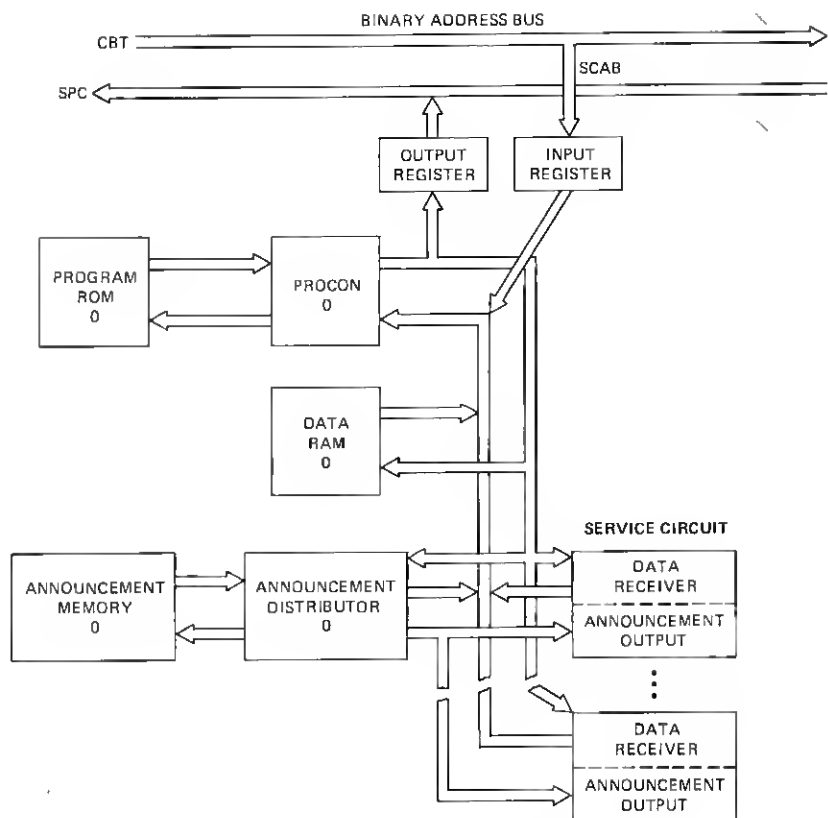 BINARY ADDRESS BUS
CBT
SCAB
SPC
OUTPUT
REGISTER
INPUT
REGISTER
PROGRAM
ROM
0
PROCON
0
DATA
RAM
0
SERVICE CIRCUIT
ANNOUNCEMENT
MEMORY
0
ANNOUNCEMENT
DISTRIBUTOR
0
DATA
RECEIVER
ANNOUNCEMENT
OUTPUT
DATA
RECEIVER
ANNOUNCEMENT
OUTPUT